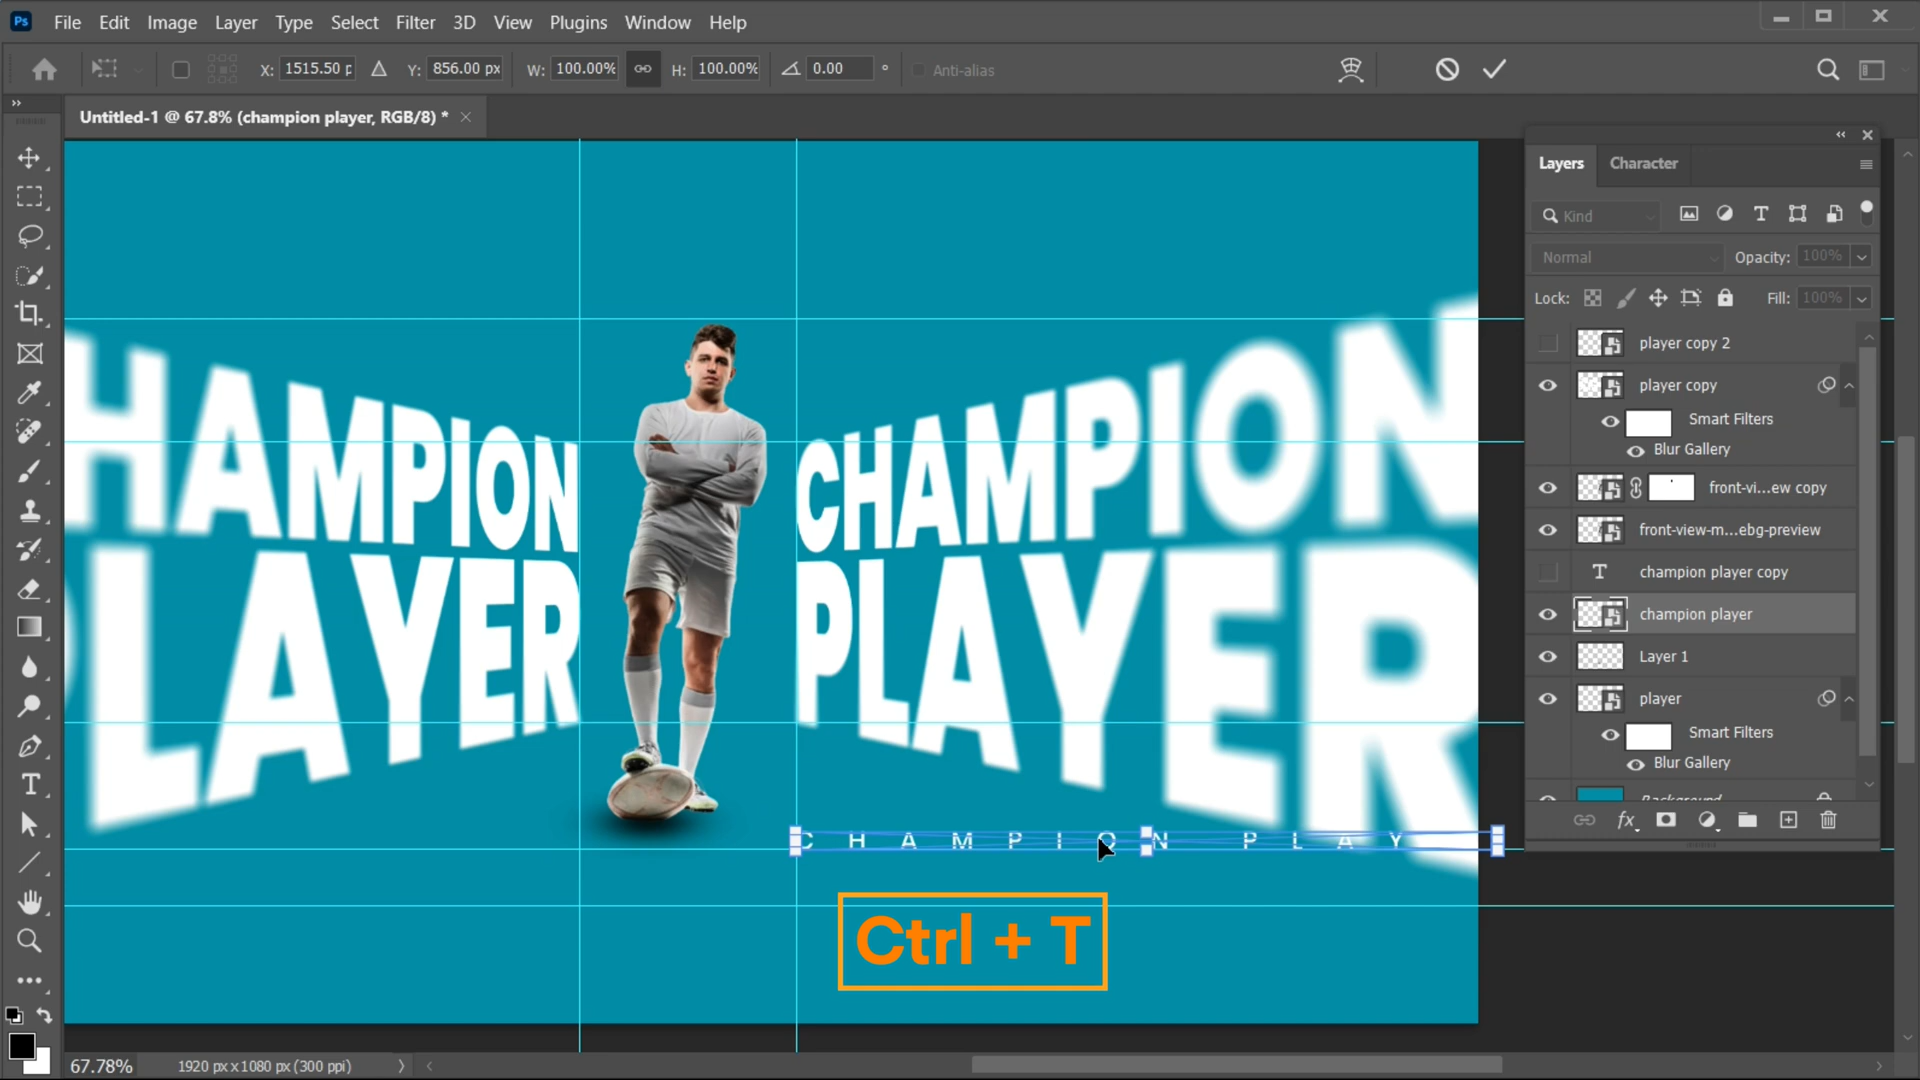 Ps File Edit Image Layer Type Select Filter 3D View Plugins Window Help
X: 1515.50 p Y: 856.00 px W: 100.00% H: 100.00% 0.00 ° Anti-alias
Untitled-1 @ 67.8% (champion player, RGB/8) * ×
Layers Character
Kind
Normal Opacity: 100%
Lock: Fill: 100%
player copy 2
player copy
Smart Filters
Blur Gallery
front-vi...ew copy
front-view-m...ebg-preview
T champion player copy
champion player
Layer 1
player
Smart Filters
Blur Gallery
Background
HAMPION
LAYER
CHAMPION
PLAYER
CHAMPION PLAY
Ctrl + T
67.78% 1920 px x 1080 px (300 ppi)